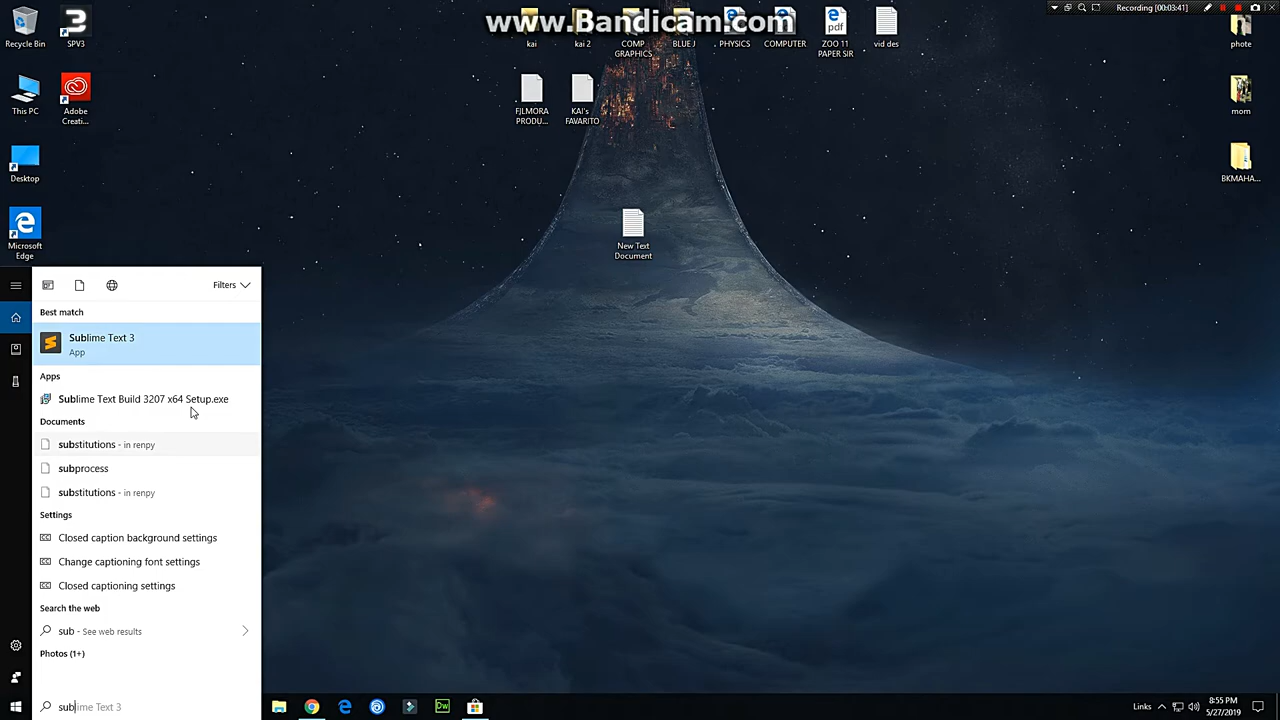 www.Bandicam.com
Recording [00:03:41]
Recycle Bin
SPV3
kai
kai 2
COMP
GRAPHICS
BLUE J
PHYSICS
COMPUTER
ZOO 11
PAPER SIR
vid des
phote
This PC
Adobe
Creati...
FJLMORA
PRODU...
KAI's
FAVARITO
mom
Desktop
BKMAHA...
Microsoft
Edge
New Text
Document
Filters
Best match
Sublime Text 3
App
Apps
Sublime Text Build 3207 x64 Setup.exe
Documents
substitutions - in renpy
subprocess
substitutions - in renpy
Settings
Closed caption background settings
Change captioning font settings
Closed captioning settings
Search the web
sub - See web results
Photos (1+)
sublime Text 3
Dw
Links
8:55 PM
5/27/2019